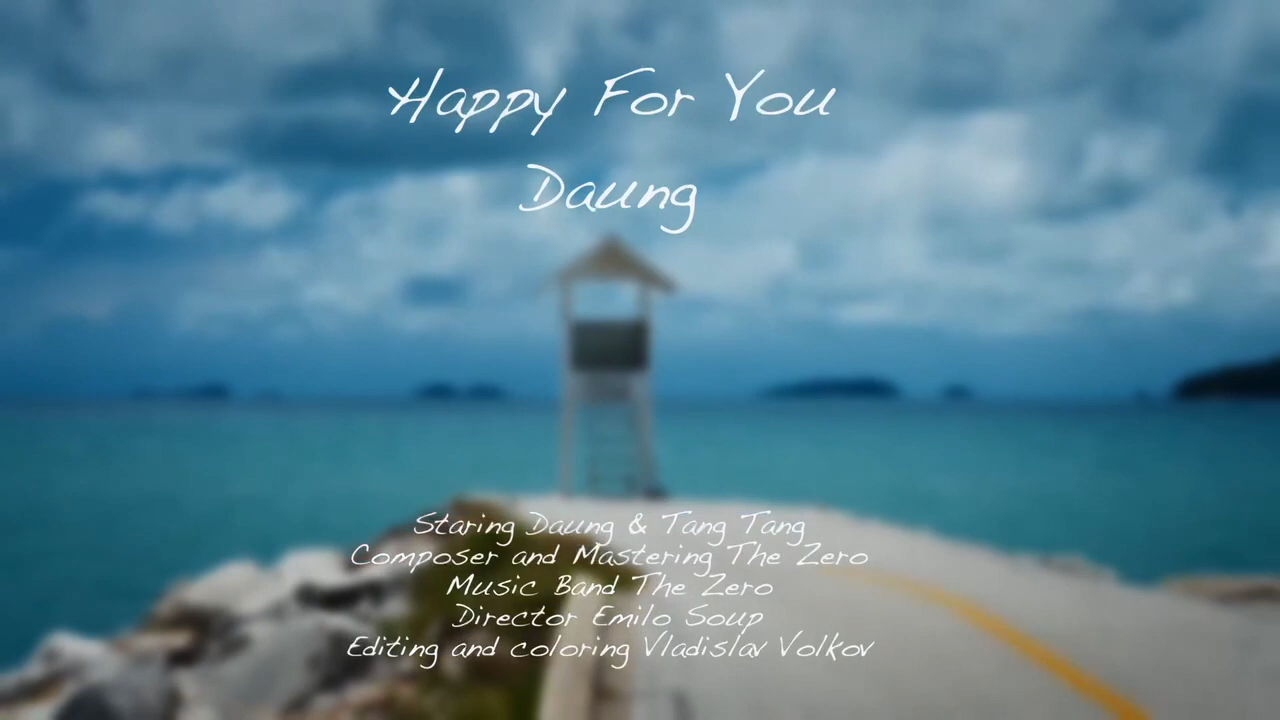 Happy For You
Daung
Staring Daung & Tang Tang
Composer and Mastering The Zero
Music Band The Zero
Director Emilo Soup
Editing and coloring Vladislav Volkov